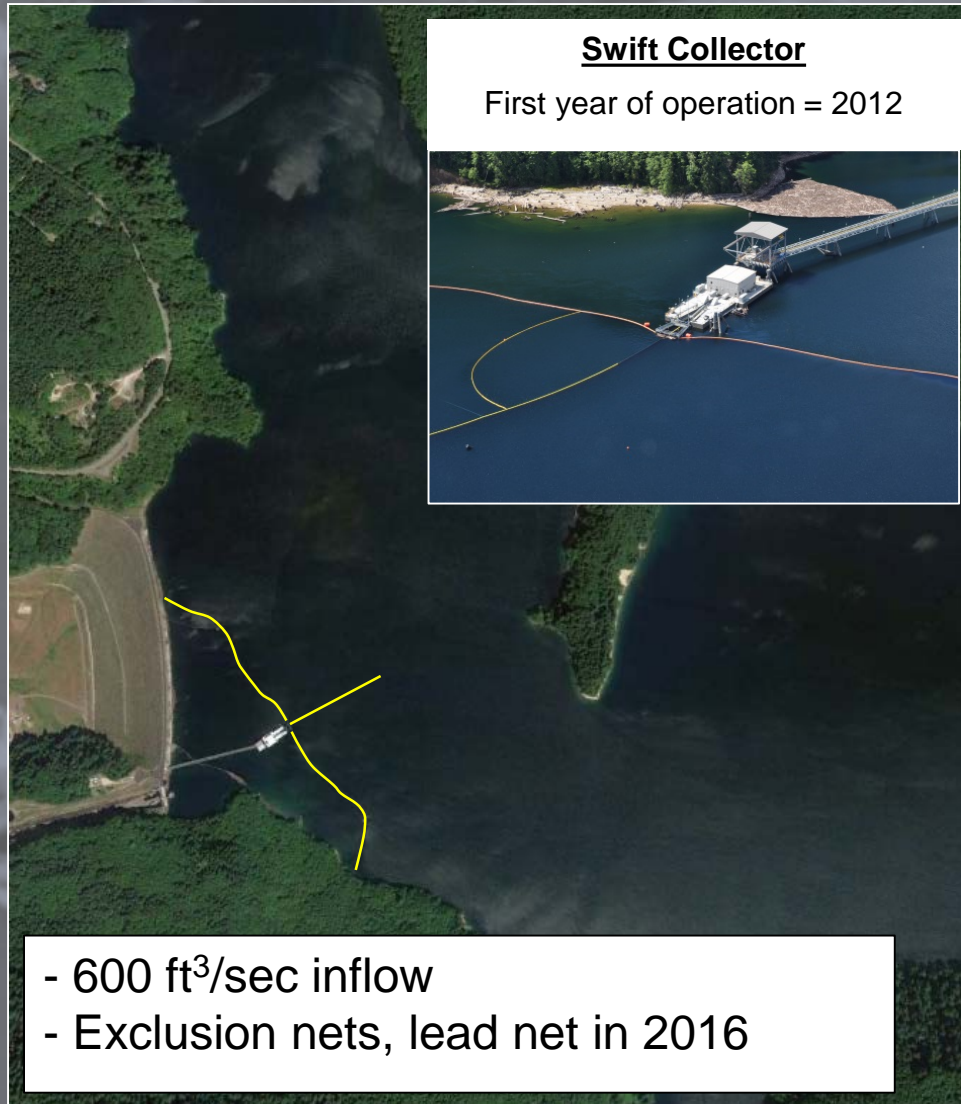 Swift Collector
First year of operation = 2012
- 600 ft³/sec inflow
- Exclusion nets, lead net in 2016